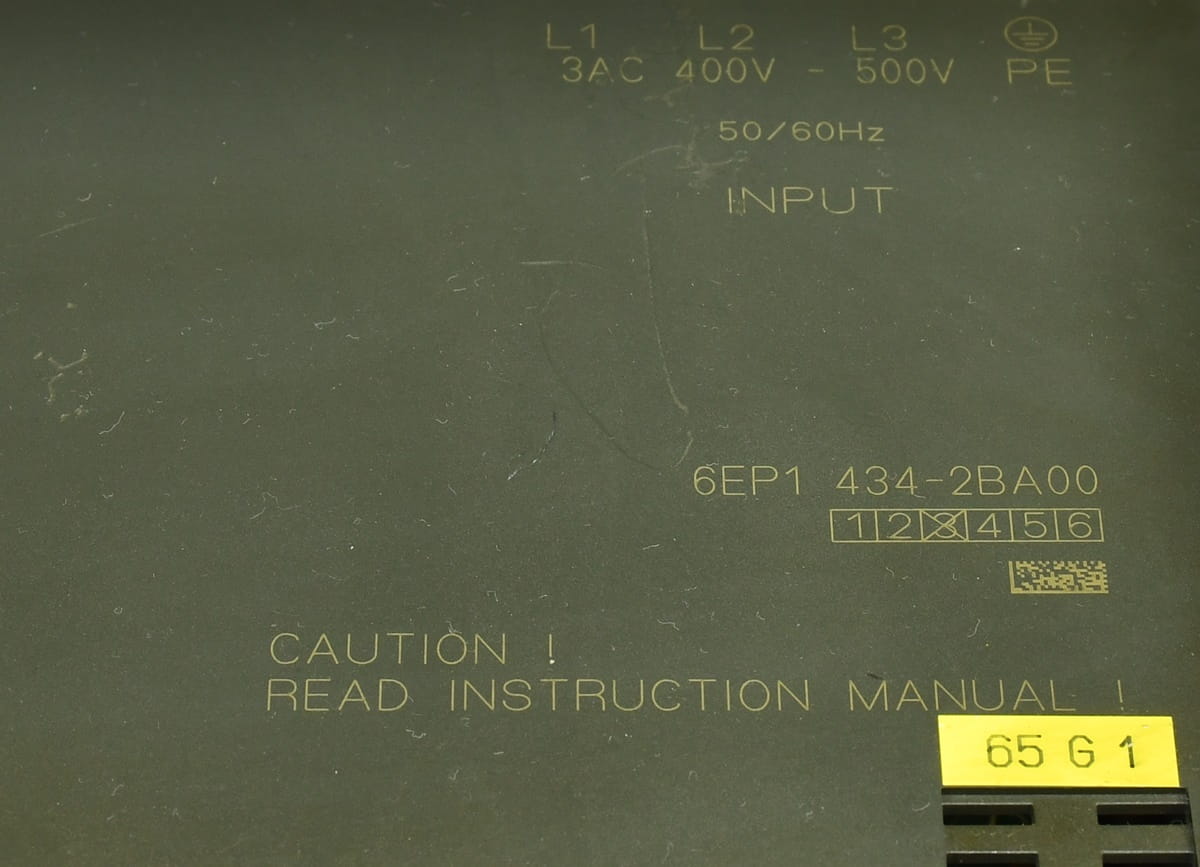 L1 L2 L3
3AC 400V - 500V PE
50/60Hz
INPUT
6EP1 434-2BA00
1 2 3 4 5 6
CAUTION !
READ INSTRUCTION MANUAL !
65 G 1